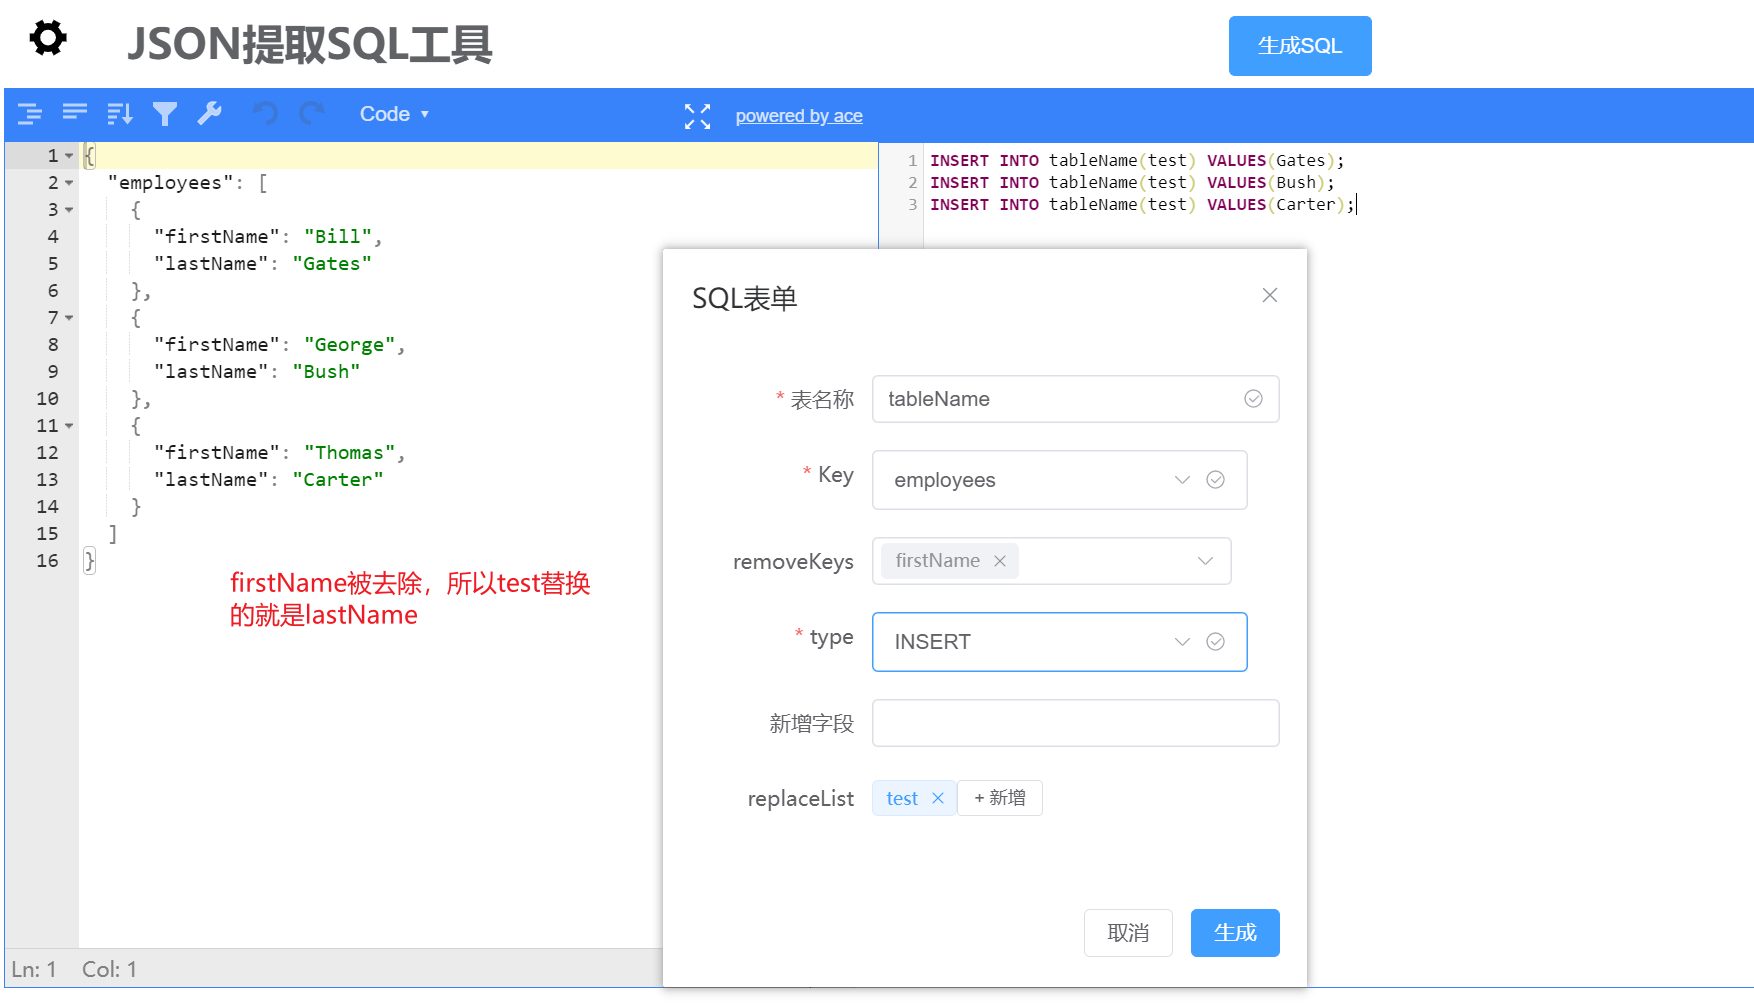 JSON提取SQL工具
生成SQL
Code
powered by ace
1 {
2 "employees": [
3 {
4 "firstName": "Bill",
5 "lastName": "Gates"
6 },
7 {
8 "firstName": "George",
9 "lastName": "Bush"
10 },
11 {
12 "firstName": "Thomas",
13 "lastName": "Carter"
14 }
15 ]
16 }
firstName被去除，所以test替换
的就是lastName
Ln: 1 Col: 1
1 INSERT INTO tableName(test) VALUES(Gates);
2 INSERT INTO tableName(test) VALUES(Bush);
3 INSERT INTO tableName(test) VALUES(Carter);
SQL表单
* 表名称 tableName
* Key employees
removeKeys firstName
* type INSERT
新增字段
replaceList test + 新增
取消 生成